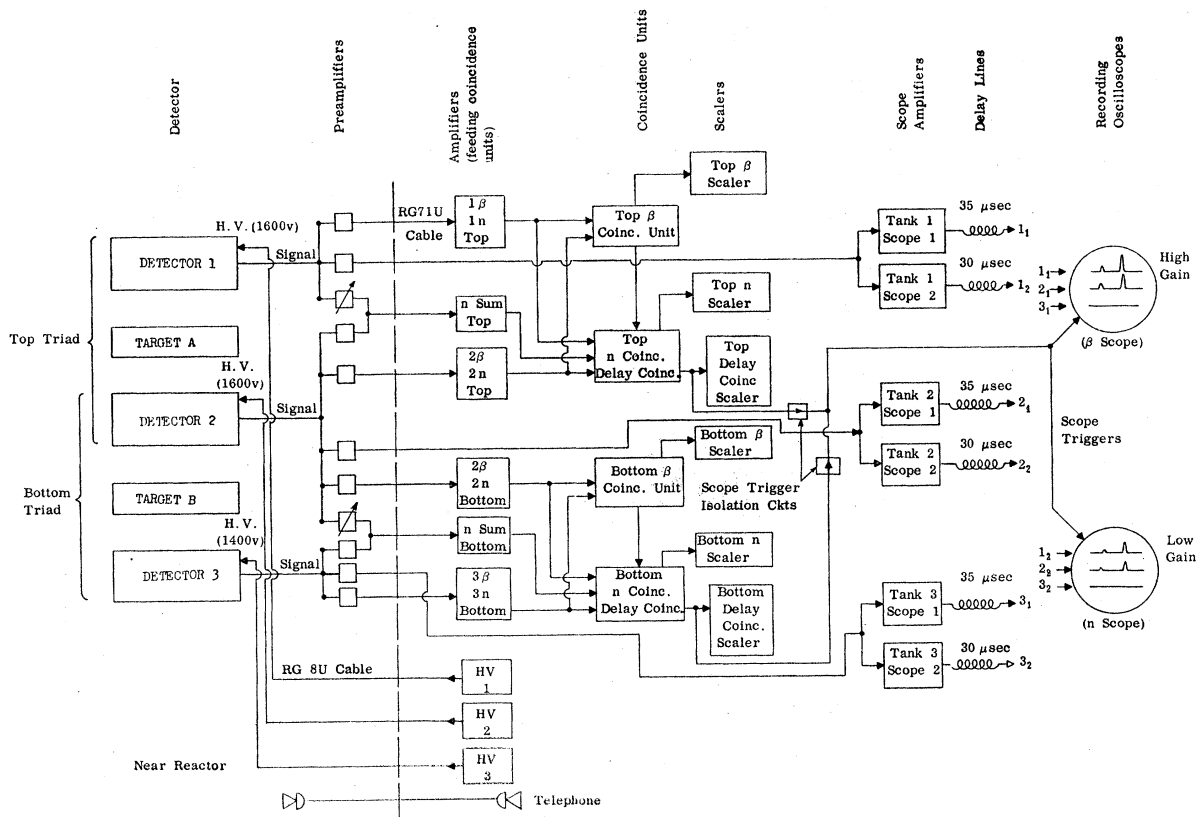 Detector
Preamplifiers
Amplifiers
(feeding coincidence
units)
Coincidence Units
Scalers
Scope
Amplifiers
Delay Lines
Recording
Oscilloscopes
Top β
Scaler
RG71U
Cable
1β
1n
Top
Top β
Coinc. Unit
H.V. (1600v)
DETECTOR 1
Signal
Tank 1
Scope 1
35 μsec
1₁
Tank 1
Scope 2
30 μsec
1₂
1₁
2₁
3₁
High
Gain
(β Scope)
Top n
Scaler
n Sum
Top
Top Triad
TARGET A
Top
n Coinc.
Delay Coinc.
Top
Delay
Coinc
Scaler
2β
2n
Top
H.V.
(1600v)
DETECTOR 2
Signal
Tank 2
Scope 1
35 μsec
2₁
Tank 2
Scope 2
30 μsec
2₂
Scope
Triggers
Bottom β
Scaler
Bottom β
Coinc. Unit
2β
2n
Bottom
Scope Trigger
Isolation Ckts
Bottom
Triad
TARGET B
H.V.
(1400v)
n Sum
Bottom
Bottom n
Scaler
DETECTOR 3
Signal
3β
3n
Bottom
Bottom
n Coinc.
Delay Coinc.
Bottom
Delay
Coinc.
Scaler
Tank 3
Scope 1
35 μsec
3₁
Tank 3
Scope 2
30 μsec
3₂
1₂
2₂
3₂
Low
Gain
(n Scope)
RG 8U Cable
HV
1
HV
2
HV
3
Near Reactor
Telephone